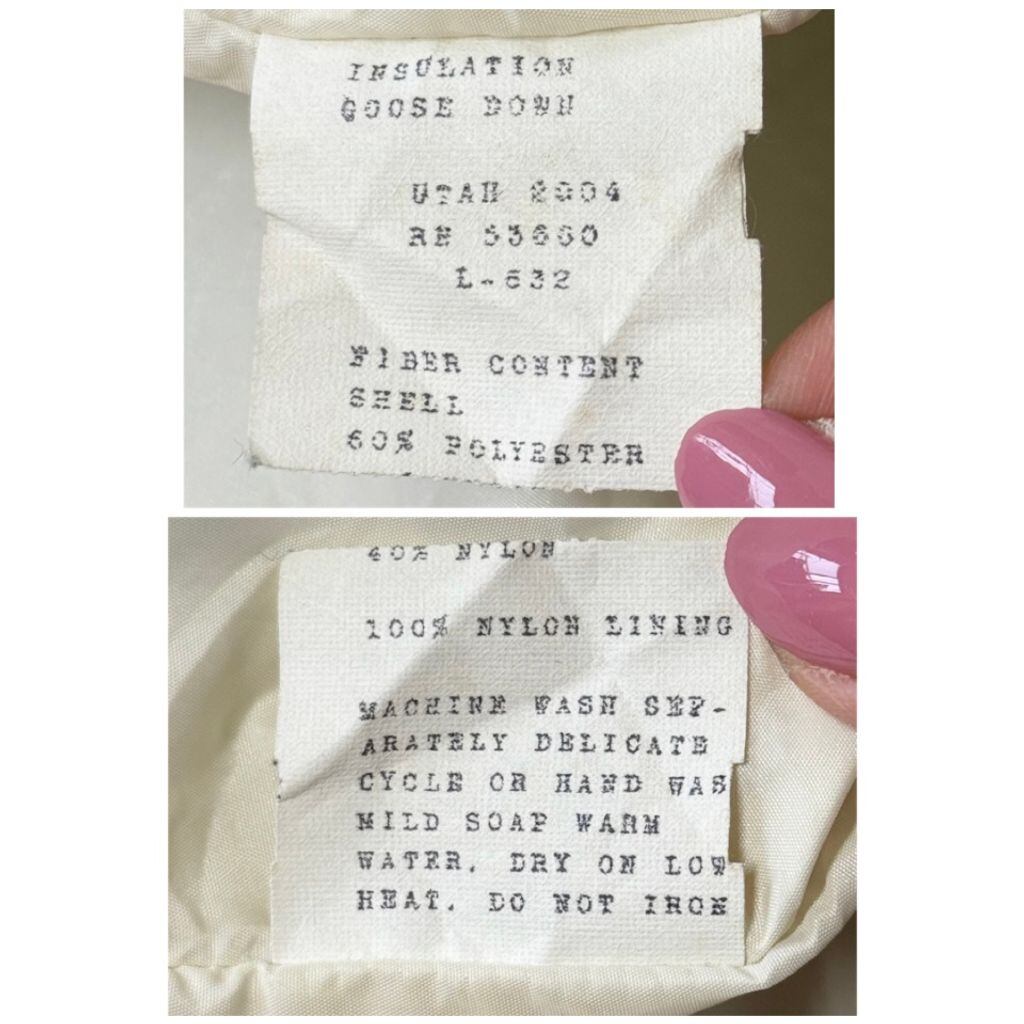 INSULATION
GOOSE DOWN
UTAH 2004
RN 53660
L-632
FIBER CONTENT
SHELL
60% POLYESTER
40% NYLON
100% NYLON LINING
MACHINE WASH SEP-
ARATELY DELICATE
CYCLE OR HAND WAS
MILD SOAP WARM
WATER. DRY ON LOW
HEAT. DO NOT IRON